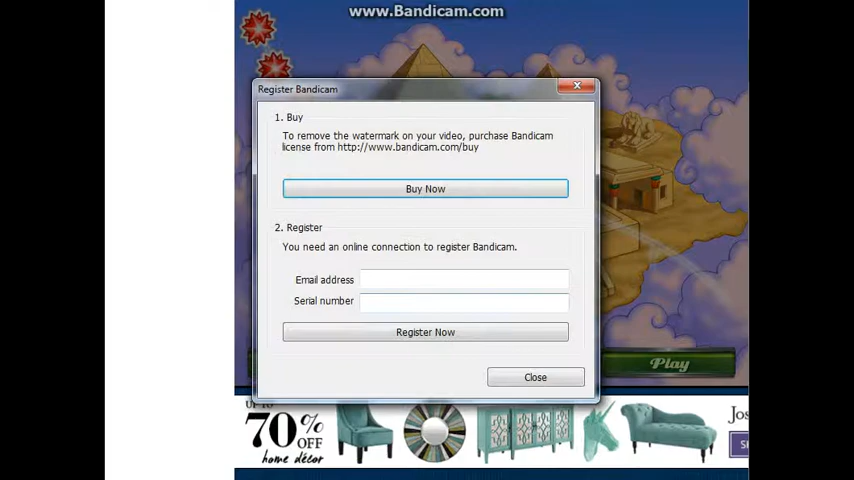 www.Bandicam.com
Register Bandicam
1. Buy
To remove the watermark on your video, purchase Bandicam
license from http://www.bandicam.com/buy
Buy Now
2. Register
You need an online connection to register Bandicam.
Email address
Serial number
Register Now
Close
Play
UP TO
70% OFF
home décor